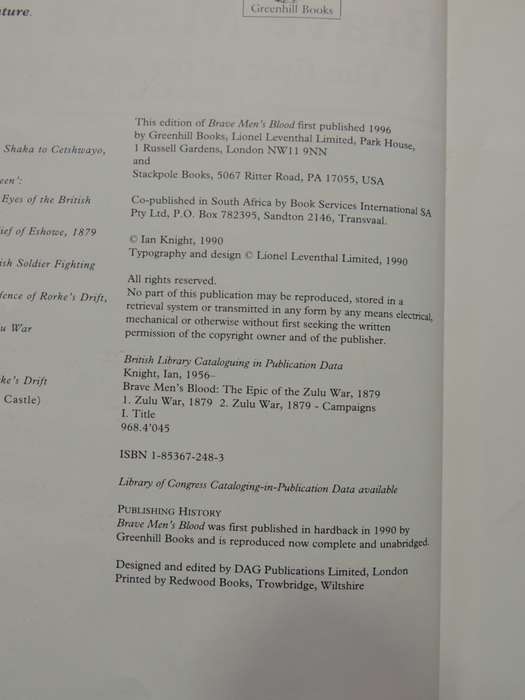 ture.
Greenhill Books
Shaka to Cetshwayo,
een':
Eyes of the British
ief of Eshowe, 1879
ish Soldier Fighting
fence of Rorke's Drift,
u War
ke's Drift
Castle)
This edition of Brave Men's Blood first published 1996
by Greenhill Books, Lionel Leventhal Limited, Park House,
1 Russell Gardens, London NW11 9NN
and
Stackpole Books, 5067 Ritter Road, PA 17055, USA
Co-published in South Africa by Book Services International SA
Pty Ltd, P.O. Box 782395, Sandton 2146, Transvaal.
© Ian Knight, 1990
Typography and design © Lionel Leventhal Limited, 1990
All rights reserved.
No part of this publication may be reproduced, stored in a
retrieval system or transmitted in any form by any means electrical,
mechanical or otherwise without first seeking the written
permission of the copyright owner and of the publisher.
British Library Cataloguing in Publication Data
Knight, Ian, 1956–
Brave Men's Blood: The Epic of the Zulu War, 1879
1. Zulu War, 1879 2. Zulu War, 1879 - Campaigns
I. Title
968.4'045
ISBN 1-85367-248-3
Library of Congress Cataloging-in-Publication Data available
PUBLISHING HISTORY
Brave Men's Blood was first published in hardback in 1990 by
Greenhill Books and is reproduced now complete and unabridged.
Designed and edited by DAG Publications Limited, London
Printed by Redwood Books, Trowbridge, Wiltshire